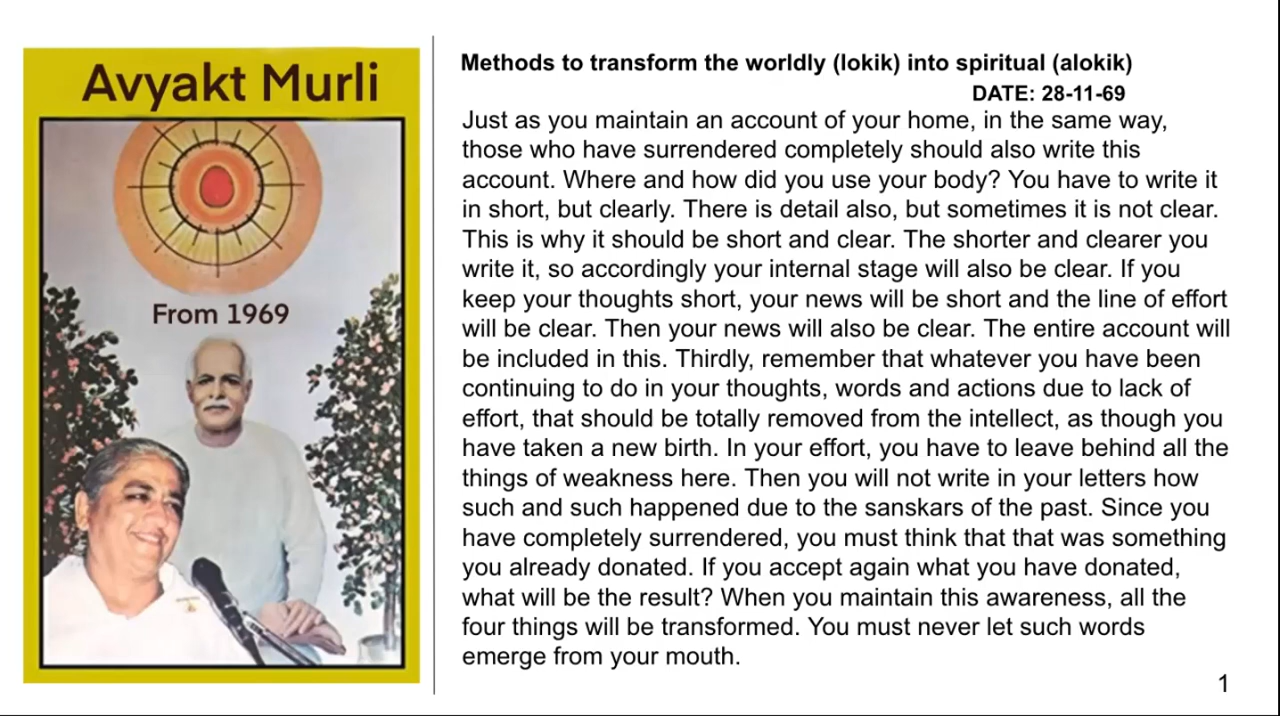 Avyakt Murli
From 1969
Methods to transform the worldly (lokik) into spiritual (alokik)
DATE: 28-11-69
Just as you maintain an account of your home, in the same way,
those who have surrendered completely should also write this
account. Where and how did you use your body? You have to write it
in short, but clearly. There is detail also, but sometimes it is not clear.
This is why it should be short and clear. The shorter and clearer you
write it, so accordingly your internal stage will also be clear. If you
keep your thoughts short, your news will be short and the line of effort
will be clear. Then your news will also be clear. The entire account will
be included in this. Thirdly, remember that whatever you have been
continuing to do in your thoughts, words and actions due to lack of
effort, that should be totally removed from the intellect, as though you
have taken a new birth. In your effort, you have to leave behind all the
things of weakness here. Then you will not write in your letters how
such and such happened due to the sanskars of the past. Since you
have completely surrendered, you must think that that was something
you already donated. If you accept again what you have donated,
what will be the result? When you maintain this awareness, all the
four things will be transformed. You must never let such words
emerge from your mouth.
1